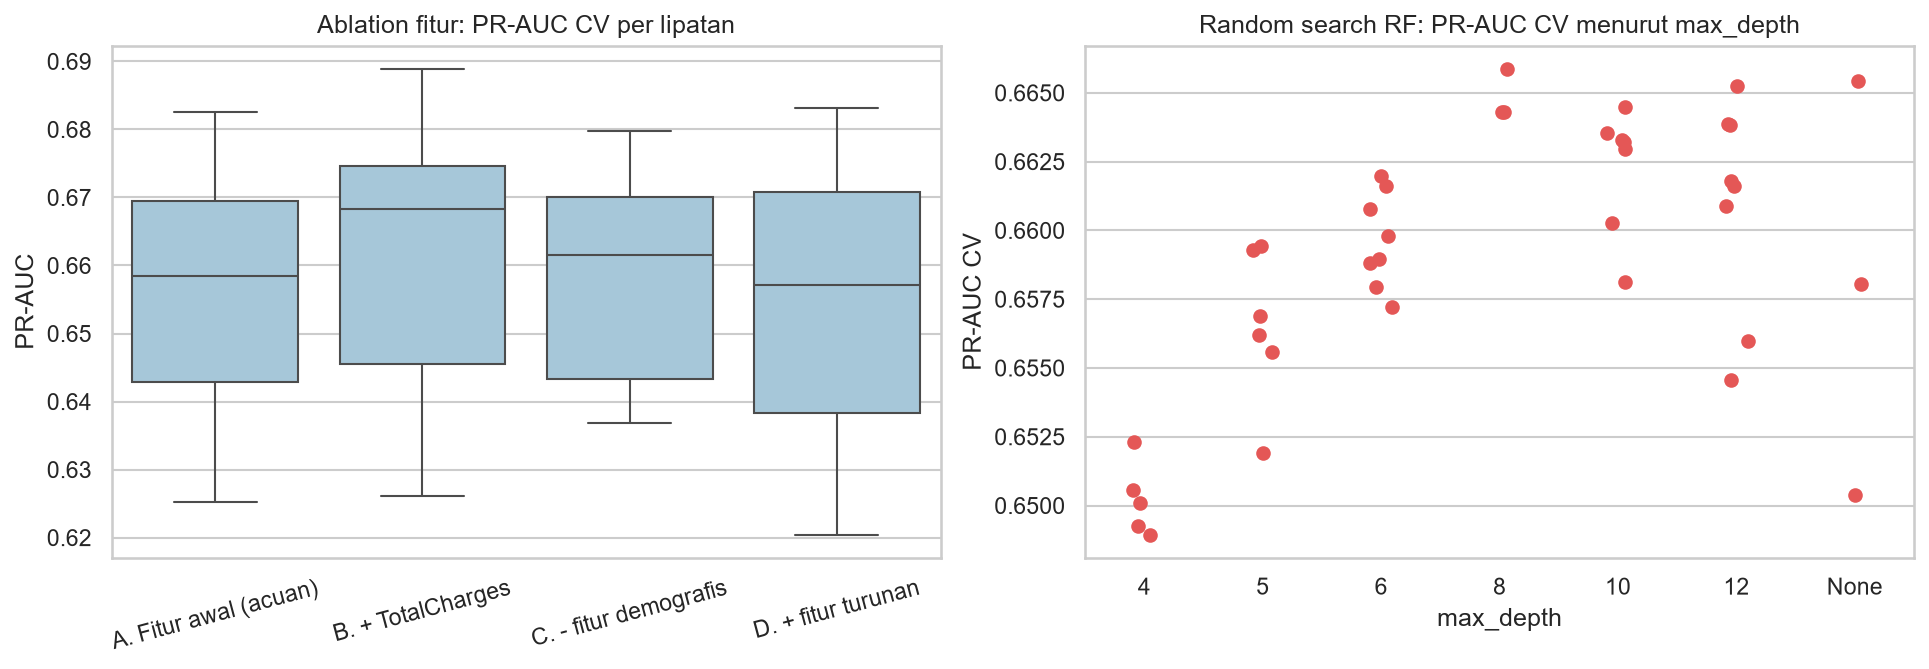 Ablation fitur: PR-AUC CV per lipatan
PR-AUC
0.69
0.68
0.67
0.66
0.65
0.64
0.63
0.62
A. Fitur awal (acuan)
B. + TotalCharges
C. - fitur demografis
D. + fitur turunan
Random search RF: PR-AUC CV menurut max_depth
PR-AUC CV
0.6650
0.6625
0.6600
0.6575
0.6550
0.6525
0.6500
4 5 6 8 10 12 None
max_depth